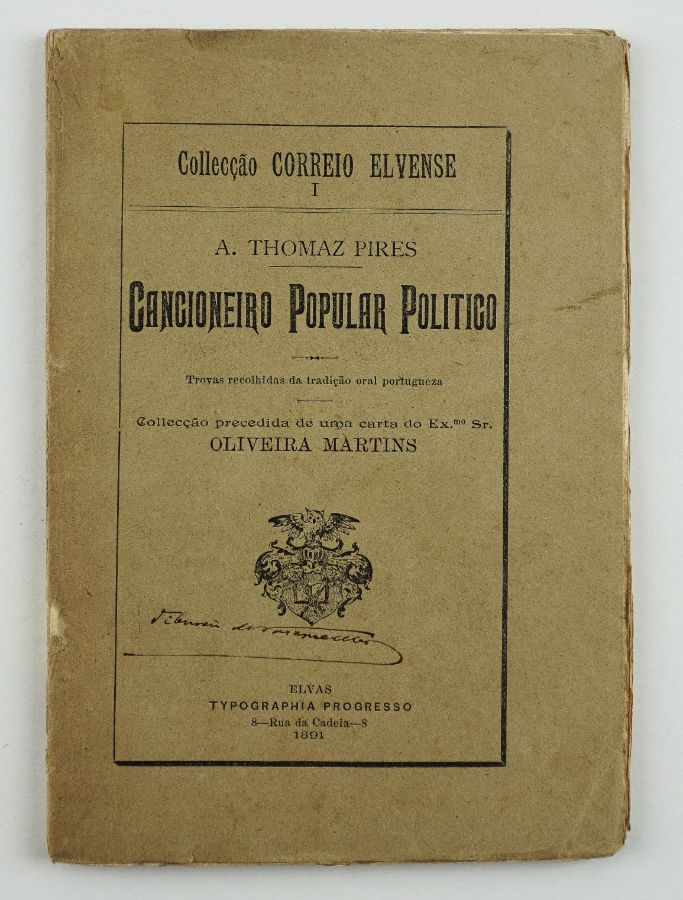 Collecção CORREIO ELVENSE
I
A. THOMAZ PIRES
CANCIONEIRO POPULAR POLITICO
Trovas recolhidas da tradição oral portugueza
Collecção precedida de uma carta do Ex.mo Sr.
OLIVEIRA MARTINS
ELVAS
TYPOGRAPHIA PROGRESSO
8—Rua da Cadeia—8
1891